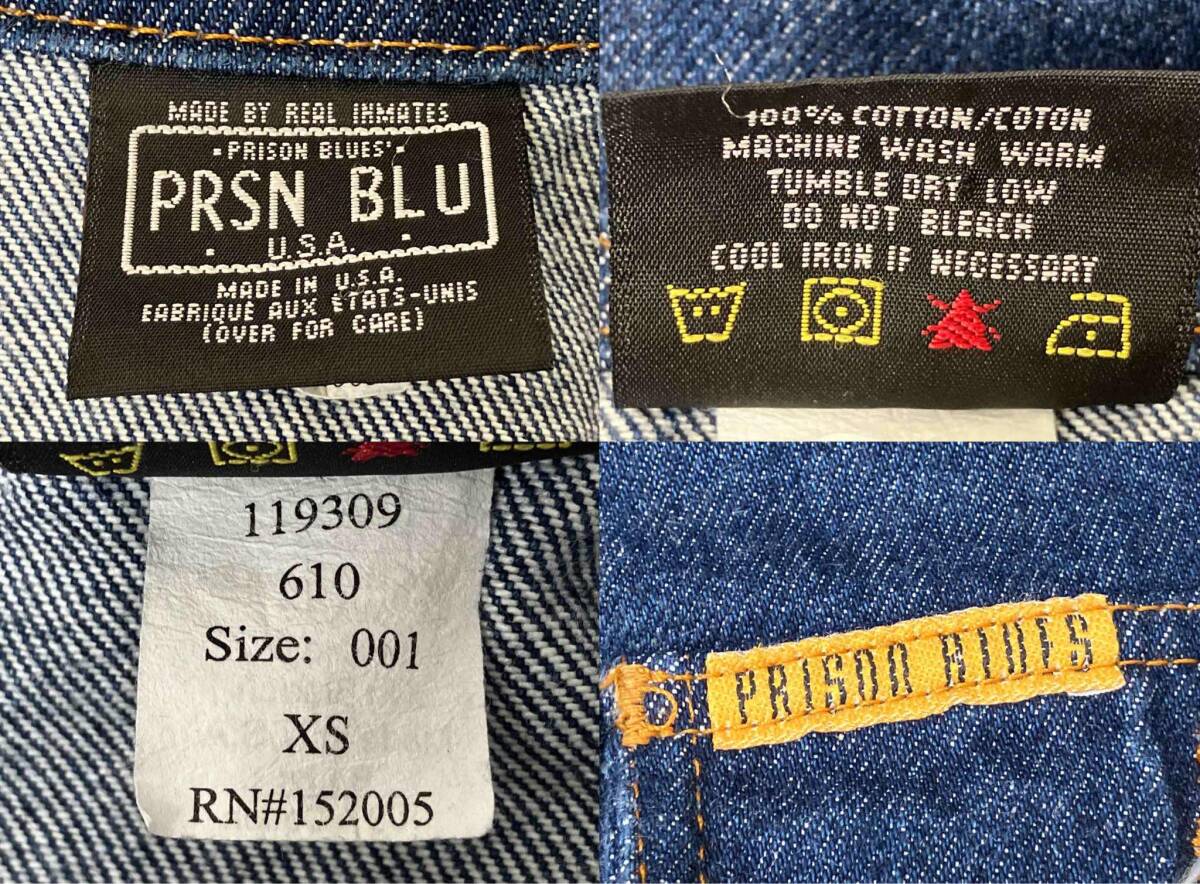 MADE BY REAL INMATES
·PRISON BLUES'·
PRSN BLU
· U.S.A. ·
MADE IN U.S.A.
FABRIQUE AUX ÉTATS-UNIS
(OVER FOR CARE)
100% COTTON/COTON
MACHINE WASH WARM
TUMBLE DRY LOW
DO NOT BLEACH
COOL IRON IF NECESSARY
W
119309
610
Size: 001
XS
RN#152005
PRISON BLUES